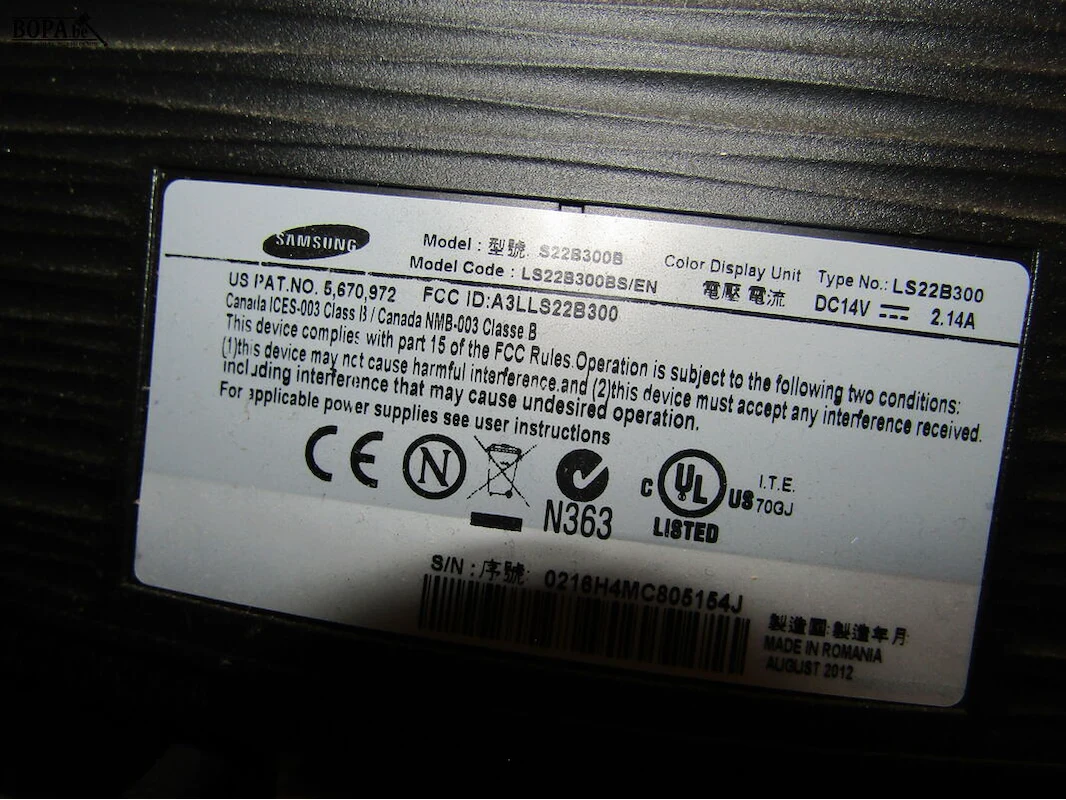 BOPA.be
SAMSUNG
Model : 型號 S22B300B
Model Code : LS22B300BS/EN
Color Display Unit
Type No.: LS22B300
電壓 電流 DC14V 2.14A
US PAT.NO. 5,670,972 FCC ID:A3LLS22B300
Canada ICES-003 Class B / Canada NMB-003 Classe B
This device complies with part 15 of the FCC Rules.Operation is subject to the following two conditions:
(1)this device may not cause harmful interference.and (2)this device must accept any interference received.
including interference that may cause undesired operation.
For applicable power supplies see user instructions
CE N N363 C UL US LISTED I.T.E. 70GJ
S/N : 序號: 0216H4MC805154J
製造國:製造年月
MADE IN ROMANIA
AUGUST 2012